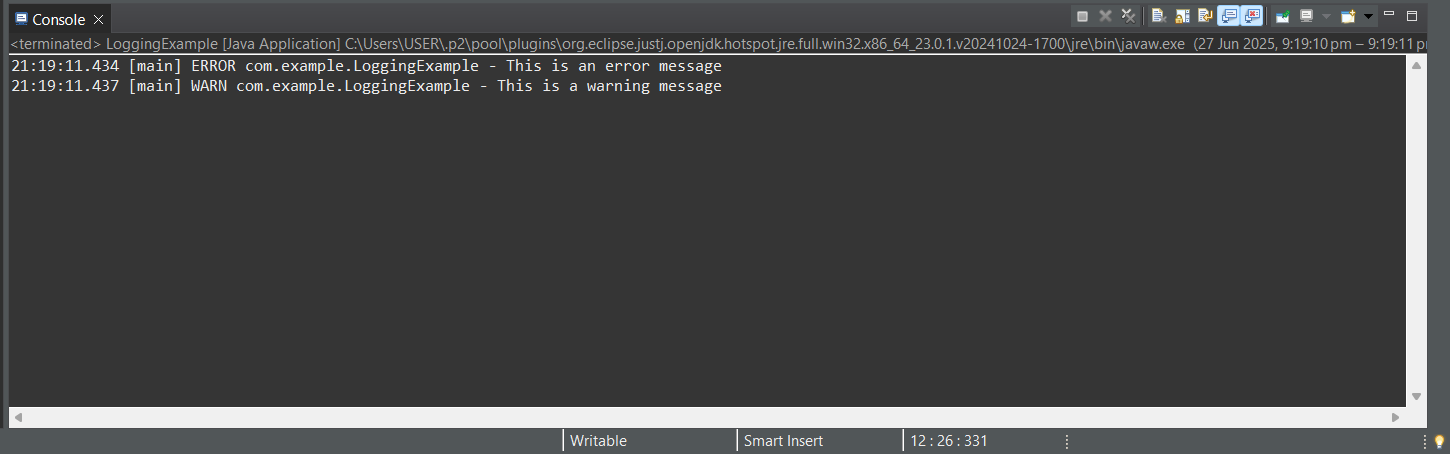 Console
<terminated> LoggingExample [Java Application] C:\Users\USER\.p2\pool\plugins\org.eclipse.justj.openjdk.hotspot.jre.full.win32.x86_64_23.0.1.v20241024-1700\jre\bin\javaw.exe (27 Jun 2025, 9:19:10 pm – 9:19:11 p
21:19:11.434 [main] ERROR com.example.LoggingExample - This is an error message
21:19:11.437 [main] WARN com.example.LoggingExample - This is a warning message
Writable Smart Insert 12 : 26 : 331